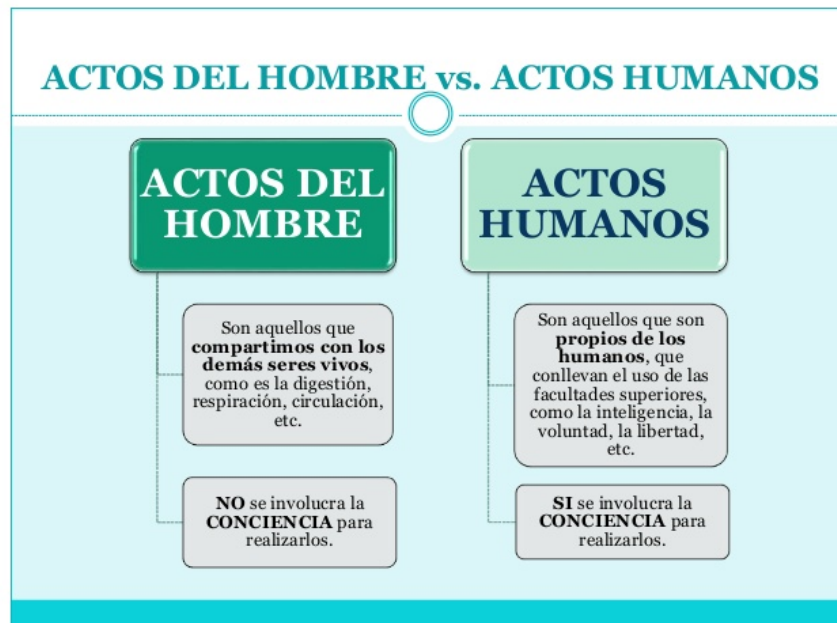 ACTOS DEL HOMBRE vs. ACTOS HUMANOS
ACTOS DEL
HOMBRE
Son aquellos que
compartimos con los
demás seres vivos,
como es la digestión,
respiración, circulación,
etc.
NO se involucra la
CONCIENCIA para
realizarlos.
ACTOS
HUMANOS
Son aquellos que son
propios de los
humanos, que
conllevan el uso de las
facultades superiores,
como la inteligencia, la
voluntad, la libertad,
etc.
SI se involucra la
CONCIENCIA para
realizarlos.